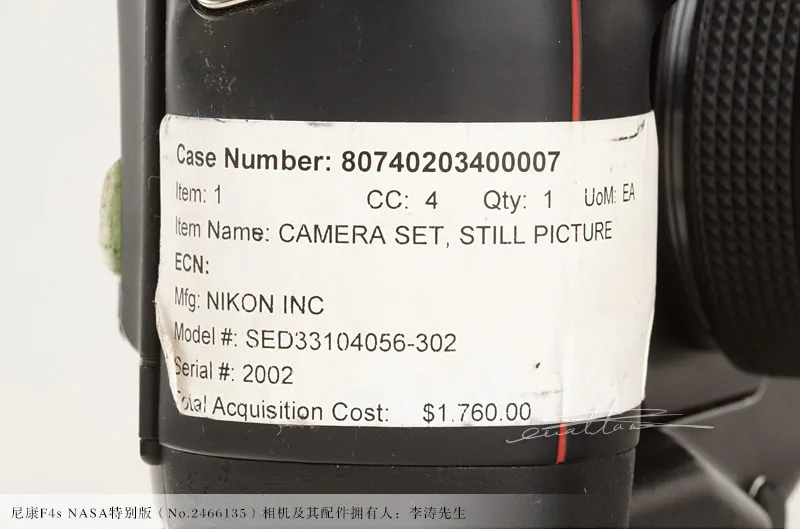 Case Number: 80740203400007
Item: 1 CC: 4 Qty: 1 UoM: EA
Item Name: CAMERA SET, STILL PICTURE
ECN:
Mfg: NIKON INC
Model #: SED33104056-302
Serial #: 2002
Total Acquisition Cost: $1,760.00
尼康F4s NASA特别版（No.2466135）相机及其配件拥有人：李涛先生